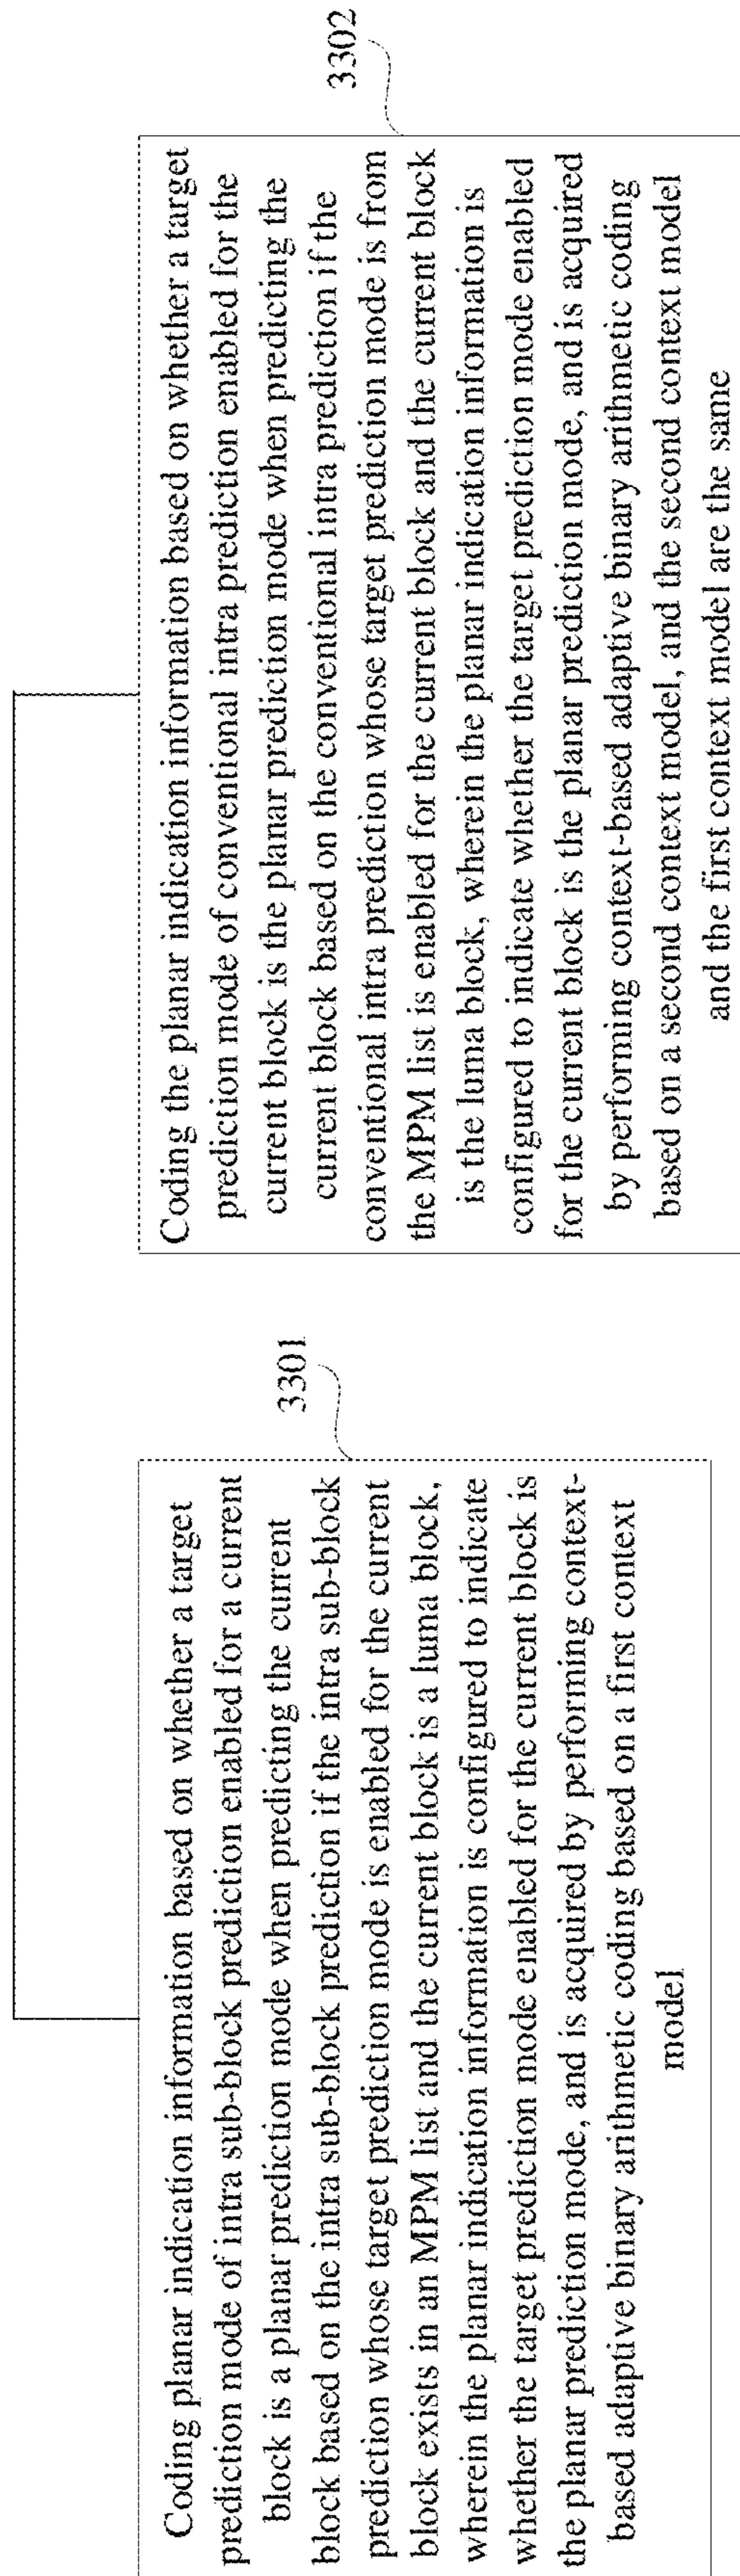 3301
Coding planar indication information based on whether a target
prediction mode of intra sub-block prediction enabled for a current
block is a planar prediction mode when predicting the current
block based on the intra sub-block prediction if the intra sub-block
prediction whose target prediction mode is enabled for the current
block exists in an MPM list and the current block is a luma block,
wherein the planar indication information is configured to indicate
whether the target prediction mode enabled for the current block is
the planar prediction mode, and is acquired by performing context-
based adaptive binary arithmetic coding based on a first context
model
3302
Coding the planar indication information based on whether a target
prediction mode of conventional intra prediction enabled for the
current block is the planar prediction mode when predicting the
current block based on the conventional intra prediction if the
conventional intra prediction whose target prediction mode is from
the MPM list is enabled for the current block and the current block
is the luma block, wherein the planar indication information is
configured to indicate whether the target prediction mode enabled
for the current block is the planar prediction mode, and is acquired
by performing context-based adaptive binary arithmetic coding
based on a second context model, and the second context model
and the first context model are the same